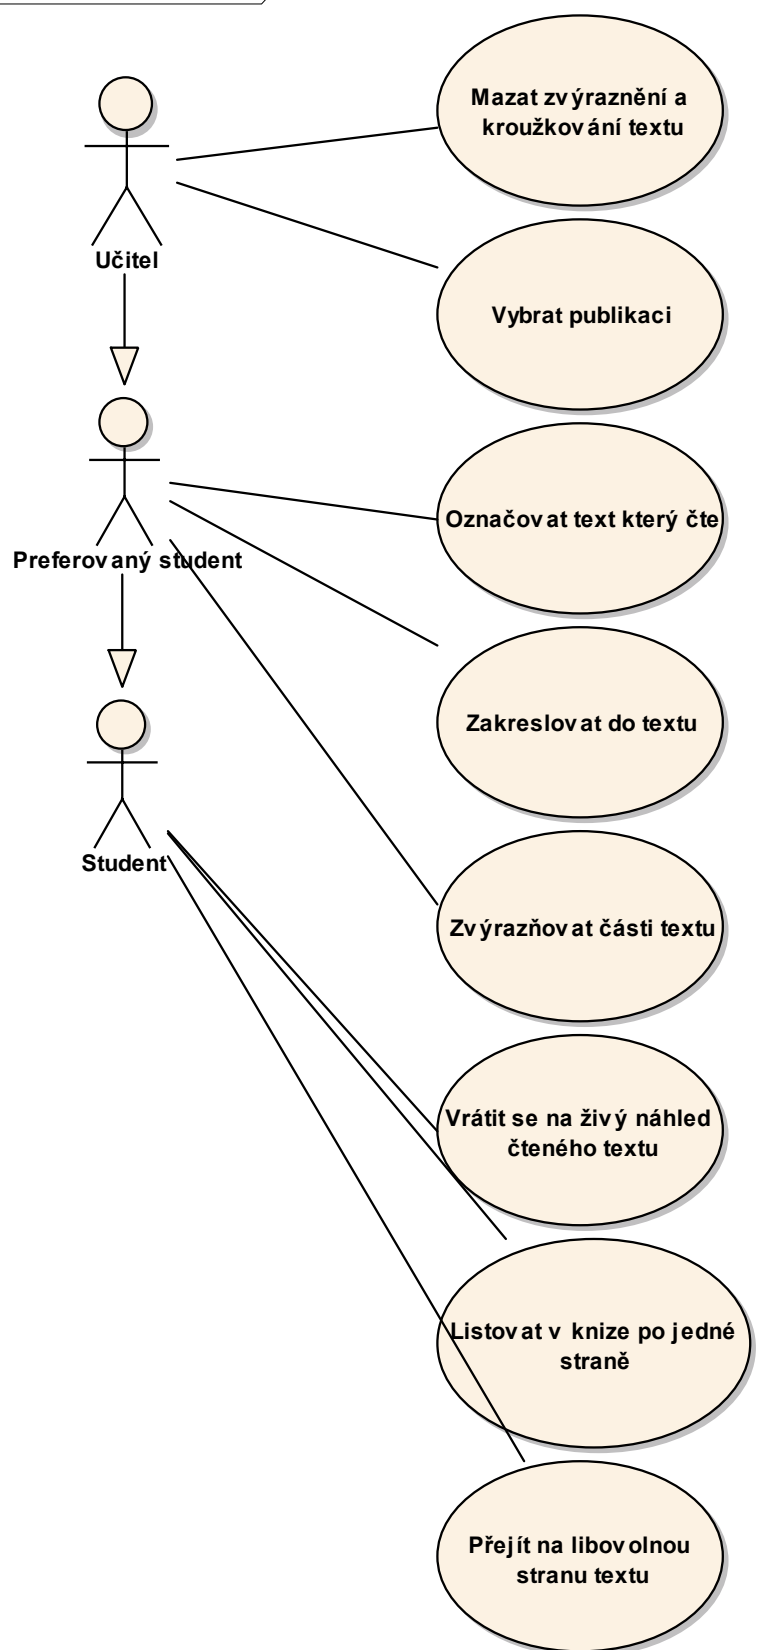 Mazat zvýraznění a
kroužkování textu
Učitel
Vybrat publikaci
Označovat text který čte
Preferovaný student
Zakreslovat do textu
Student
Zvýrazňovat části textu
Vrátit se na živý náhled
čteného textu
Listovat v knize po jedné
straně
Přejít na libovolnou
stranu textu